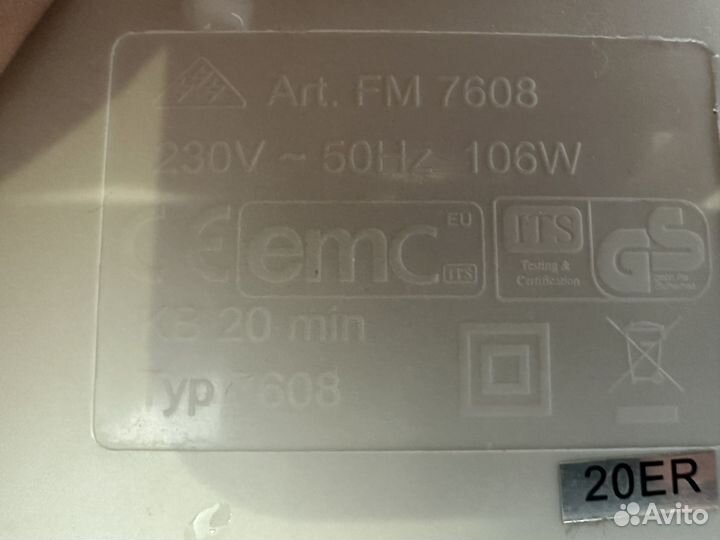 Art. FM 7608
230V ~ 50Hz 106W
CE emc EU ITS ITS Testing & Certification GS
KB 20 min
Typ 7608
20ER
Avito